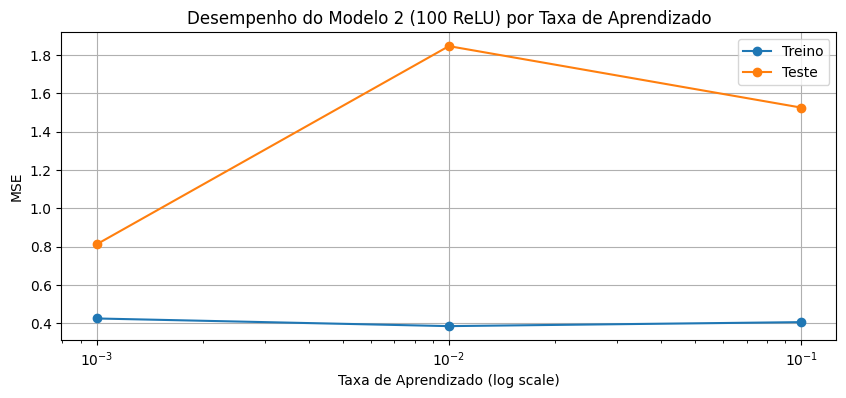 Desempenho do Modelo 2 (100 ReLU) por Taxa de Aprendizado
Treino
Teste
1.8
1.6
1.4
1.2
1.0
0.8
0.6
0.4
MSE
10⁻³
10⁻²
10⁻¹
Taxa de Aprendizado (log scale)